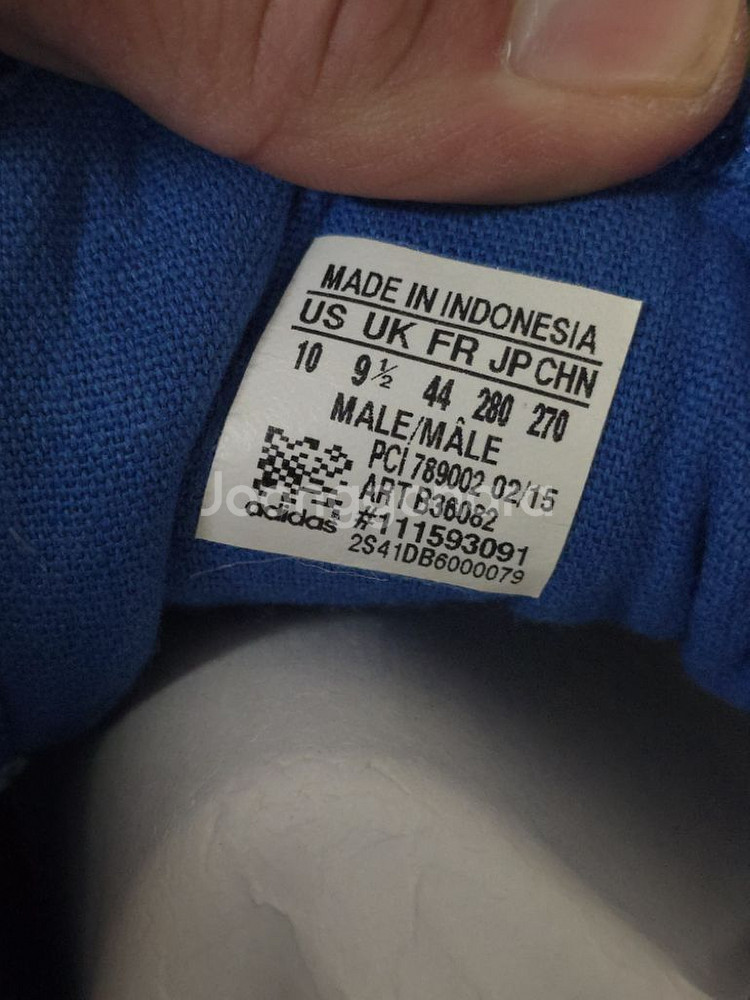 MADE IN INDONESIA
US UK FR JP CHN
10 9½ 44 280 270
MALE/MÂLE
PCI 789002 02/15
ART B36082
adidas® #111593091
2S41DB6000079